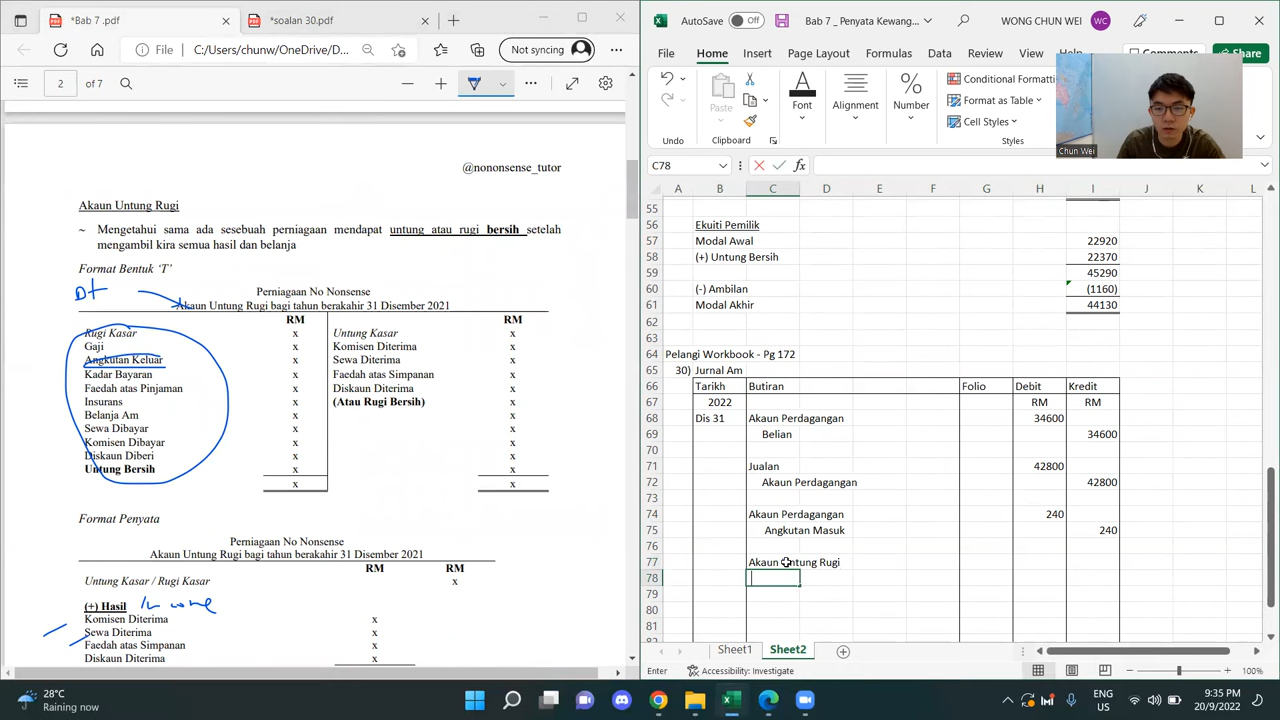 *Bab 7 .pdf
*soalan 30.pdf
File C:/Users/chunw/OneDrive/D... Not syncing
2 of 7
@nononsense_tutor
Akaun Untung Rugi
~ Mengetahui sama ada sesebuah perniagaan mendapat untung atau rugi bersih setelah
mengambil kira semua hasil dan belanja
Format Bentuk ‘T’
Dt
Perniagaan No Nonsense
Akaun Untung Rugi bagi tahun berakahir 31 Disember 2021
RM RM
Rugi Kasar x Untung Kasar x
Gaji x Komisen Diterima x
Angkutan Keluar x Sewa Diterima x
Kadar Bayaran x Faedah atas Simpanan x
Faedah atas Pinjaman x Diskaun Diterima x
Insurans x (Atau Rugi Bersih) x
Belanja Am x x
Sewa Dibayar x x
Komisen Dibayar x x
Diskaun Diberi x x
Untung Bersih x x
x x
Format Penyata
Perniagaan No Nonsense
Akaun Untung Rugi bagi tahun berakahir 31 Disember 2021
RM RM
Untung Kasar / Rugi Kasar x
(+) Hasil
Komisen Diterima x
Sewa Diterima x
Faedah atas Simpanan x
Diskaun Diterima x
AutoSave Off Bab 7 _ Penyata Kewang... WONG CHUN WEI WC
File Home Insert Page Layout Formulas Data Review View Help Comments Share
Paste Font Alignment Number Conditional Formatti
Format as Table
Cell Styles
Undo Clipboard Styles
Chun Wei
C78 fx
A B C D E F G H I J K L
55
56 Ekuiti Pemilik
57 Modal Awal 22920
58 (+) Untung Bersih 22370
59 45290
60 (-) Ambilan (1160)
61 Modal Akhir 44130
62
63
64 Pelangi Workbook - Pg 172
65 30) Jurnal Am
66 Tarikh Butiran Folio Debit Kredit
67 2022 RM RM
68 Dis 31 Akaun Perdagangan 34600
69 Belian 34600
70
71 Jualan 42800
72 Akaun Perdagangan 42800
73
74 Akaun Perdagangan 240
75 Angkutan Masuk 240
76
77 Akaun Untung Rugi
78
79
80
81
82
Sheet1 Sheet2
Enter Accessibility: Investigate 100%
28°C
Raining now
ENG
US
9:35 PM
20/9/2022